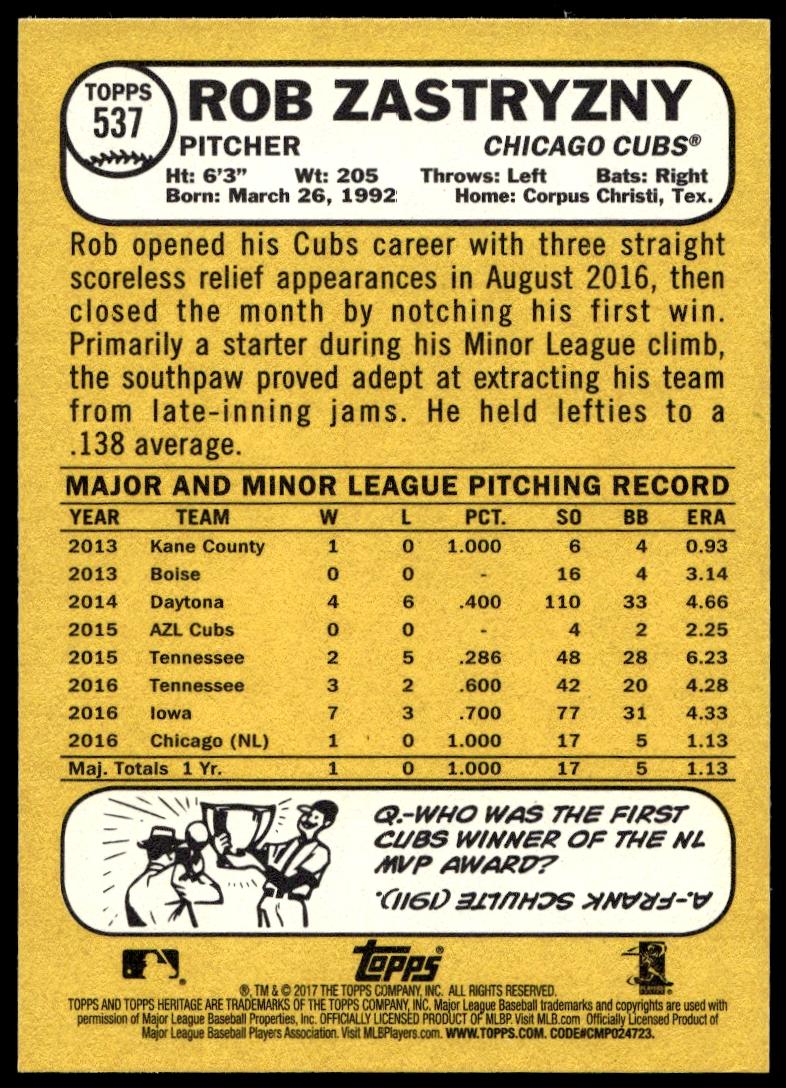 TOPPS
537
ROB ZASTRYZNY
PITCHER CHICAGO CUBS®
Ht: 6'3" Wt: 205 Throws: Left Bats: Right
Born: March 26, 1992 Home: Corpus Christi, Tex.
Rob opened his Cubs career with three straight
scoreless relief appearances in August 2016, then
closed the month by notching his first win.
Primarily a starter during his Minor League climb,
the southpaw proved adept at extracting his team
from late-inning jams. He held lefties to a
.138 average.
MAJOR AND MINOR LEAGUE PITCHING RECORD
YEAR TEAM W L PCT. SO BB ERA
2013 Kane County 1 0 1.000 6 4 0.93
2013 Boise 0 0 - 16 4 3.14
2014 Daytona 4 6 .400 110 33 4.66
2015 AZL Cubs 0 0 - 4 2 2.25
2015 Tennessee 2 5 .286 48 28 6.23
2016 Tennessee 3 2 .600 42 20 4.28
2016 Iowa 7 3 .700 77 31 4.33
2016 Chicago (NL) 1 0 1.000 17 5 1.13
Maj. Totals 1 Yr. 1 0 1.000 17 5 1.13
Q.-WHO WAS THE FIRST
CUBS WINNER OF THE NL
MVP AWARD?
A.-FRANK SCHULTE (1911).
topps®
®, TM & © 2017 THE TOPPS COMPANY, INC. ALL RIGHTS RESERVED.
TOPPS AND TOPPS HERITAGE ARE TRADEMARKS OF THE TOPPS COMPANY, INC. Major League Baseball trademarks and copyrights are used with
permission of Major League Baseball Properties, Inc. OFFICIALLY LICENSED PRODUCT OF MLBP. Visit MLB.com Officially Licensed Product of
Major League Baseball Players Association. Visit MLBPlayers.com. WWW.TOPPS.COM. CODE#CMP024723.